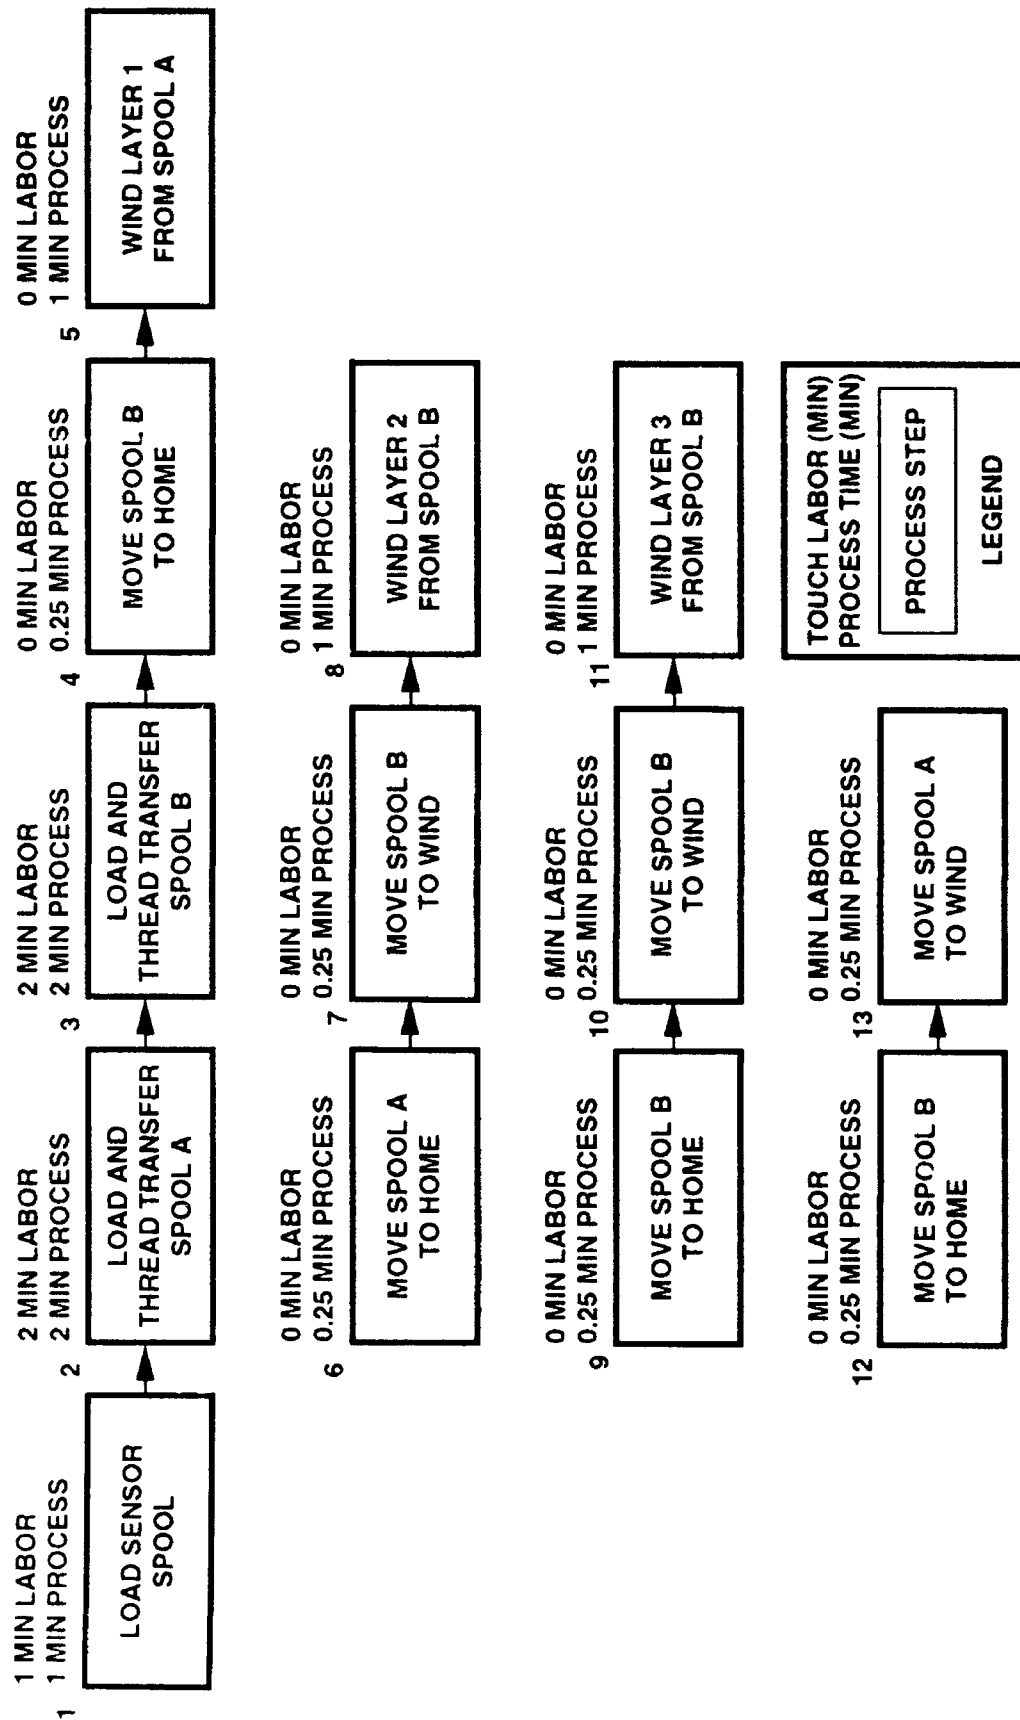 1
1 MIN LABOR
1 MIN PROCESS
LOAD SENSOR
SPOOL
2
2 MIN LABOR
2 MIN PROCESS
LOAD AND
THREAD TRANSFER
SPOOL A
3
2 MIN LABOR
2 MIN PROCESS
LOAD AND
THREAD TRANSFER
SPOOL B
4
0 MIN LABOR
0.25 MIN PROCESS
MOVE SPOOL B
TO HOME
5
0 MIN LABOR
1 MIN PROCESS
WIND LAYER 1
FROM SPOOL A
6
0 MIN LABOR
0.25 MIN PROCESS
MOVE SPOOL A
TO HOME
7
0 MIN LABOR
0.25 MIN PROCESS
MOVE SPOOL B
TO WIND
8
0 MIN LABOR
1 MIN PROCESS
WIND LAYER 2
FROM SPOOL B
9
0 MIN LABOR
0.25 MIN PROCESS
MOVE SPOOL B
TO HOME
10
0 MIN LABOR
0.25 MIN PROCESS
MOVE SPOOL B
TO WIND
11
0 MIN LABOR
1 MIN PROCESS
WIND LAYER 3
FROM SPOOL B
12
0 MIN LABOR
0.25 MIN PROCESS
MOVE SPOOL B
TO HOME
13
0 MIN LABOR
0.25 MIN PROCESS
MOVE SPOOL A
TO WIND
TOUCH LABOR (MIN)
PROCESS TIME (MIN)
PROCESS STEP
LEGEND